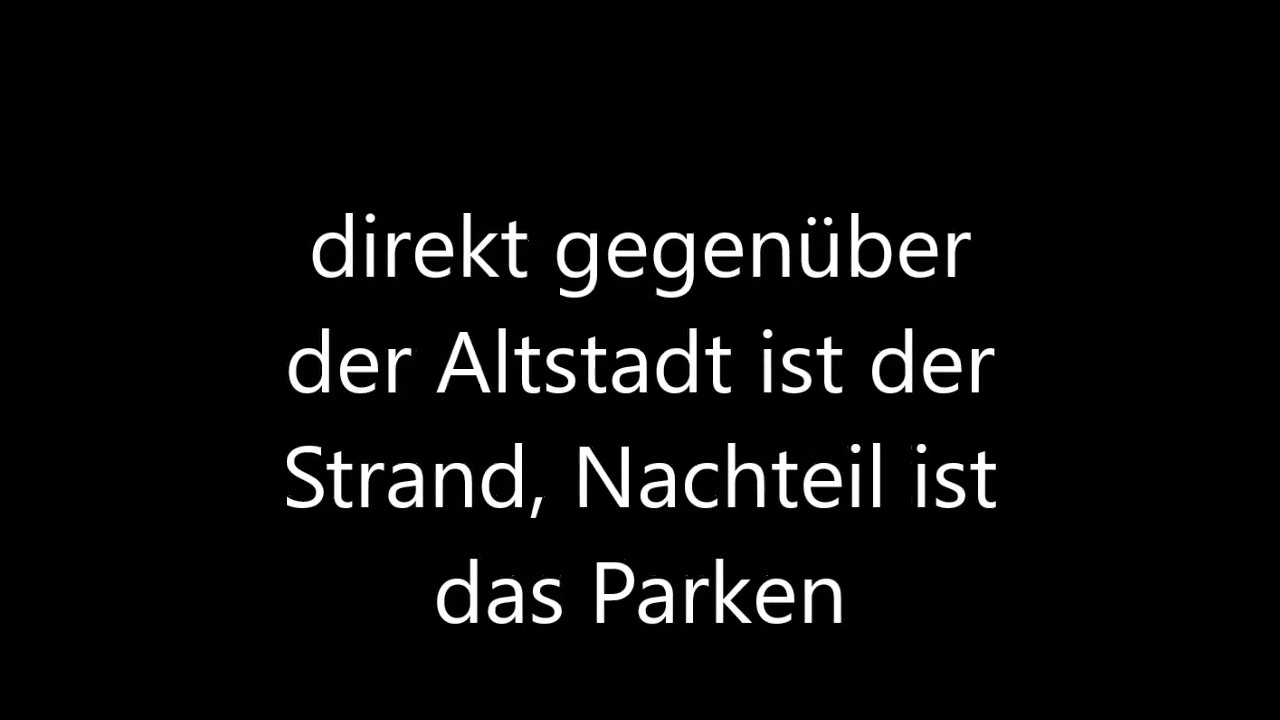 direkt gegenüber
der Altstadt ist der
Strand, Nachteil ist
das Parken